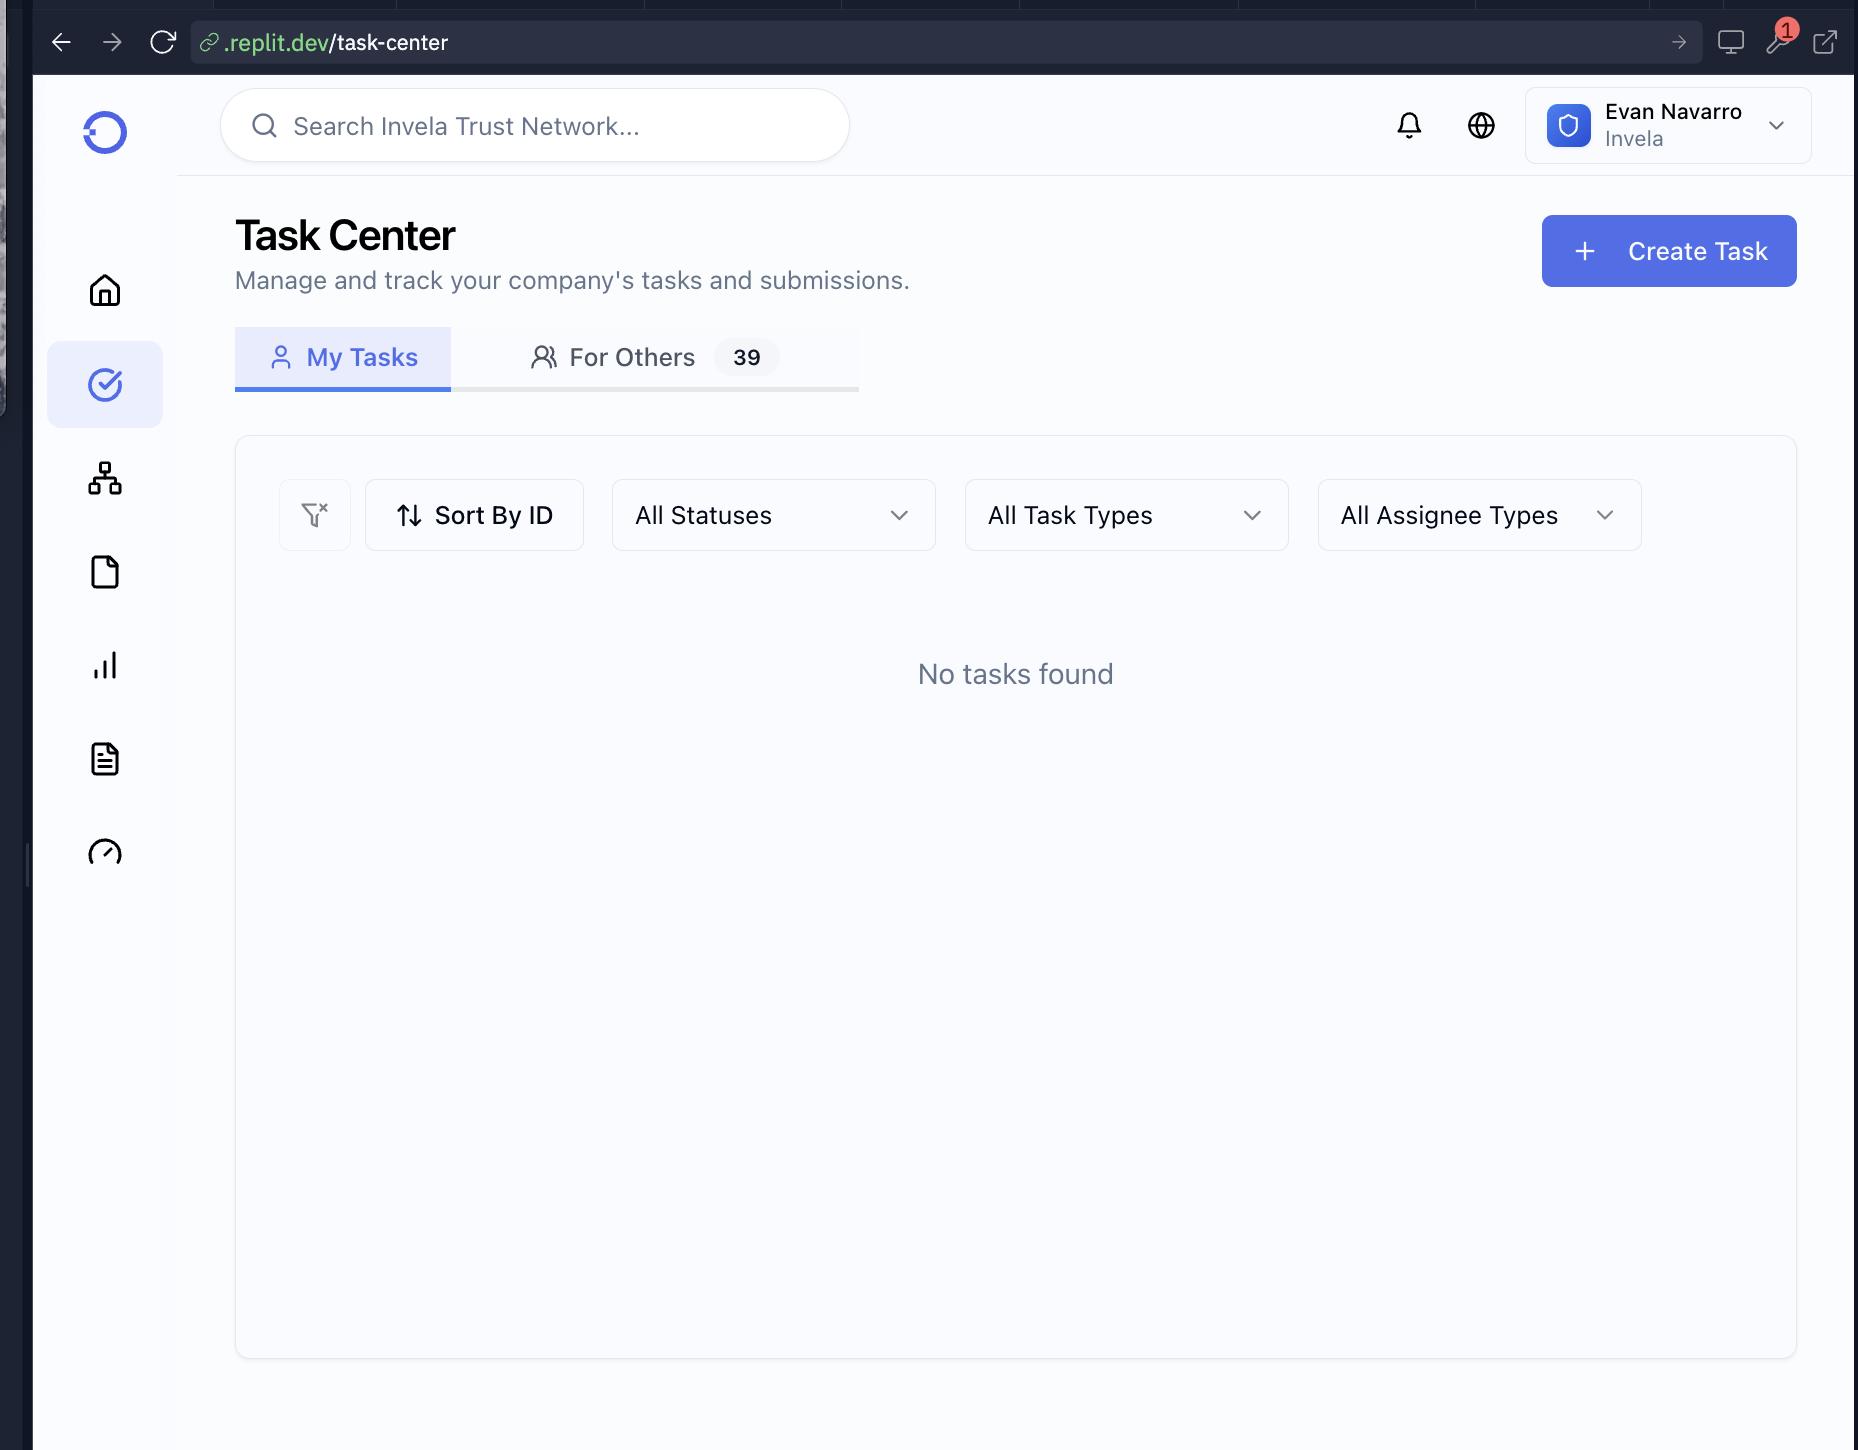 .replit.dev/task-center
1
Search Invela Trust Network...
Evan Navarro
Invela
Task Center
Manage and track your company's tasks and submissions.
Create Task
My Tasks
For Others 39
Sort By ID
All Statuses
All Task Types
All Assignee Types
No tasks found